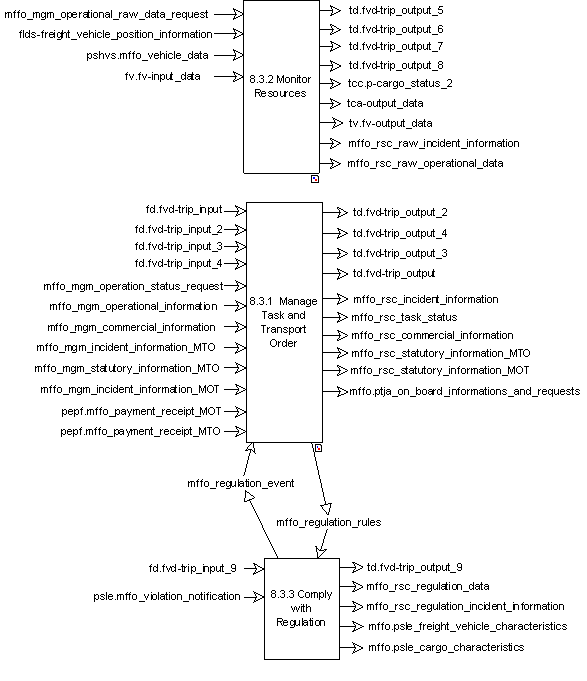 mffo_mgm_operational_raw_data_request
flds-freight_vehicle_position_information
pshvs.mffo_vehicle_data
fv.fv-input_data
8.3.2 Monitor
Resources
td.fvd-trip_output_5
td.fvd-trip_output_6
td.fvd-trip_output_7
td.fvd-trip_output_8
tcc.p-cargo_status_2
tca-output_data
tv.fv-output_data
mffo_rsc_raw_incident_information
mffo_rsc_raw_operational_data
fd.fvd-trip_input
fd.fvd-trip_input_2
fd.fvd-trip_input_3
fd.fvd-trip_input_4
mffo_mgm_operation_status_request
mffo_mgm_operational_information
mffo_mgm_commercial_information
mffo_mgm_incident_information_MTO
mffo_mgm_statutory_information_MTO
mffo_mgm_incident_information_MOT
pepf.mffo_payment_receipt_MOT
pepf.mffo_payment_receipt_MTO
8.3.1 Manage
Task and
Transport
Order
td.fvd-trip_output_2
td.fvd-trip_output_4
td.fvd-trip_output_3
td.fvd-trip_output
mffo_rsc_incident_information
mffo_rsc_task_status
mffo_rsc_commercial_information
mffo_rsc_statutory_information_MTO
mffo_rsc_statutory_information_MOT
mffo.ptja_on_board_informations_and_requests
mffo_regulation_event
mffo_regulation_rules
fd.fvd-trip_input_9
psle.mffo_violation_notification
8.3.3 Comply
with
Regulation
td.fvd-trip_output_9
mffo_rsc_regulation_data
mffo_rsc_regulation_incident_information
mffo.psle_freight_vehicle_characteristics
mffo.psle_cargo_characteristics